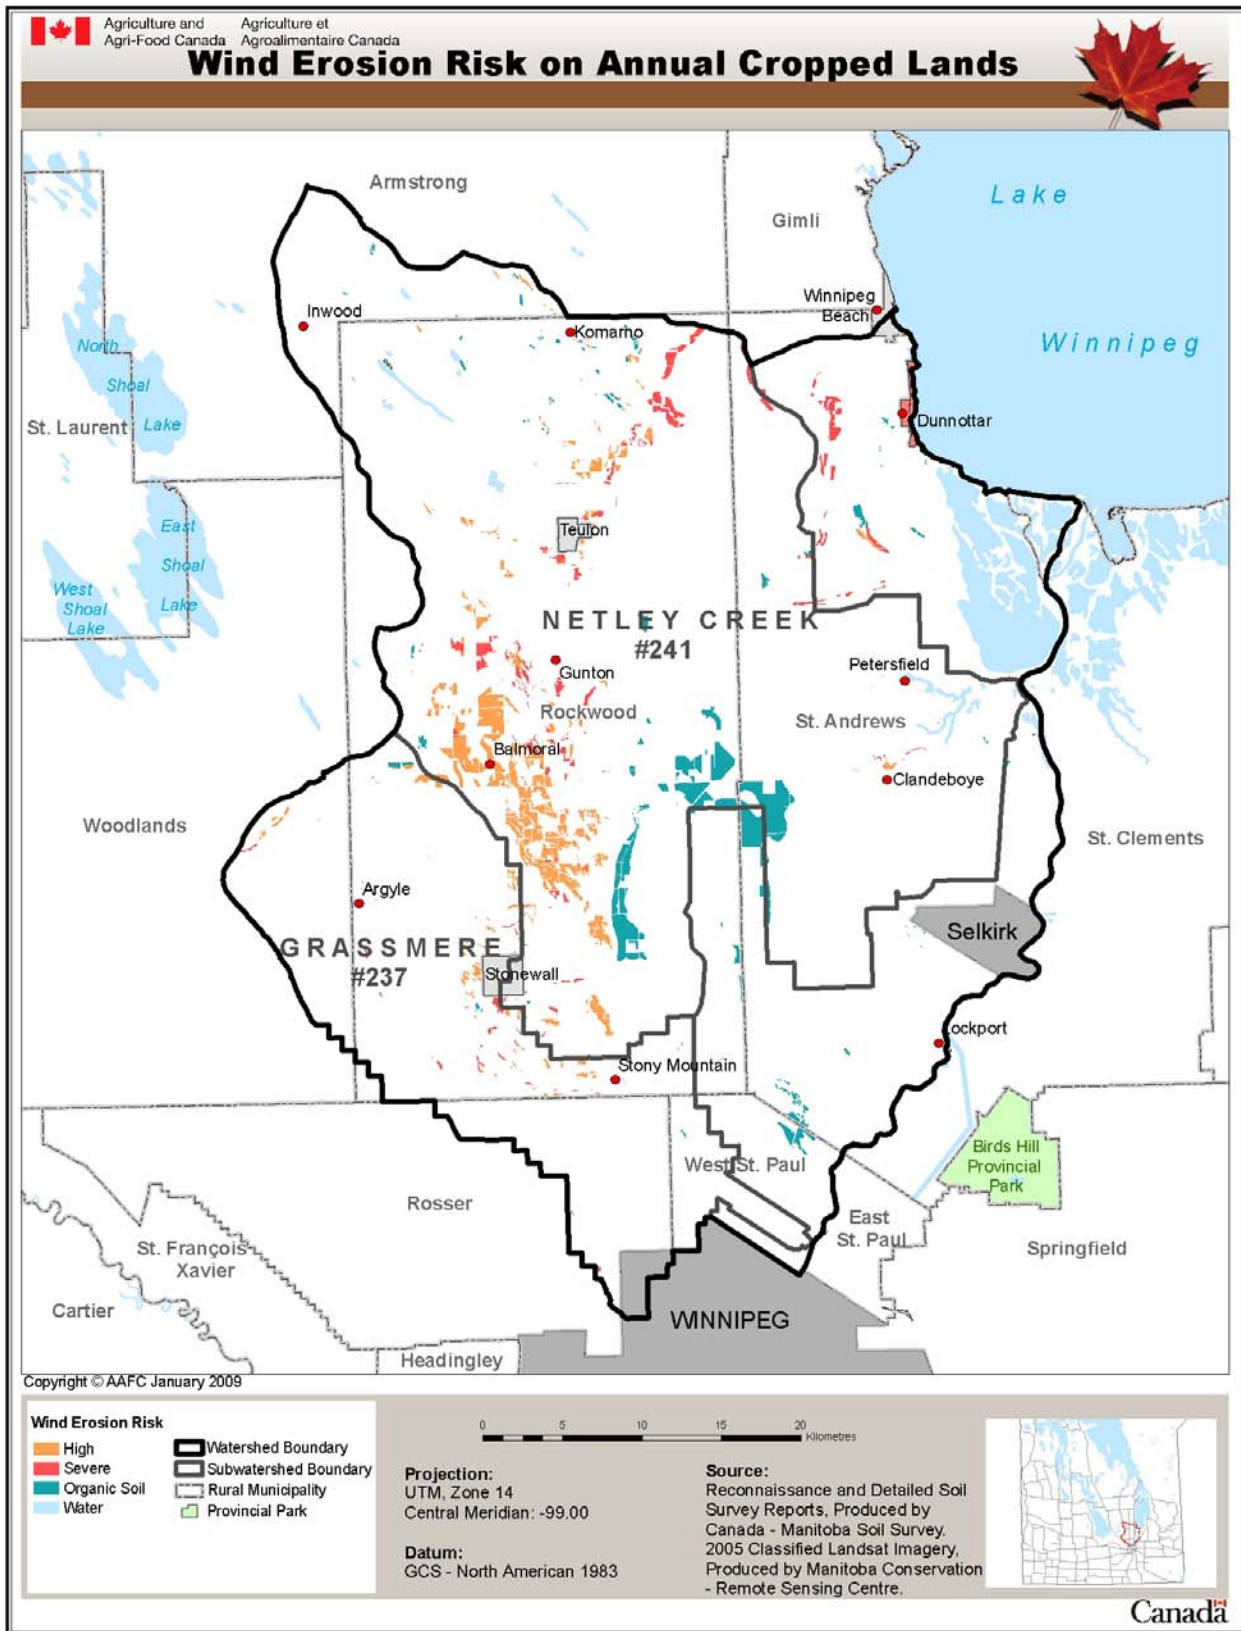 Agriculture and
Agri-Food Canada
Agriculture et
Agroalimentaire Canada
Wind Erosion Risk on Annual Cropped Lands
Armstrong
Gimli
Lake
Winnipeg
Winnipeg
Beach
Inwood
Komarno
North
Shoal
Lake
St. Laurent
Dunnottar
East
Shoal
Lake
West
Shoal
Lake
Teulon
NETLEY CREEK
#241
Petersfield
Gunton
Rockwood
St. Andrews
Balmoral
Clandeboye
Woodlands
St. Clements
Argyle
GRASSMERE
#237
Stonewall
Selkirk
ockport
Stony Mountain
Birds Hill
Provincial
Park
West St. Paul
Rosser
East
St. Paul
Springfield
St. François
Xavier
Cartier
WINNIPEG
Headingley
Copyright © AAFC January 2009
Wind Erosion Risk
High
Severe
Organic Soil
Water
Watershed Boundary
Subwatershed Boundary
Rural Municipality
Provincial Park
0 5 10 15 20
Kilometres
Projection:
UTM, Zone 14
Central Meridian: -99.00
Datum:
GCS - North American 1983
Source:
Reconnaissance and Detailed Soil
Survey Reports, Produced by
Canada - Manitoba Soil Survey.
2005 Classified Landsat Imagery,
Produced by Manitoba Conservation
- Remote Sensing Centre.
Canada